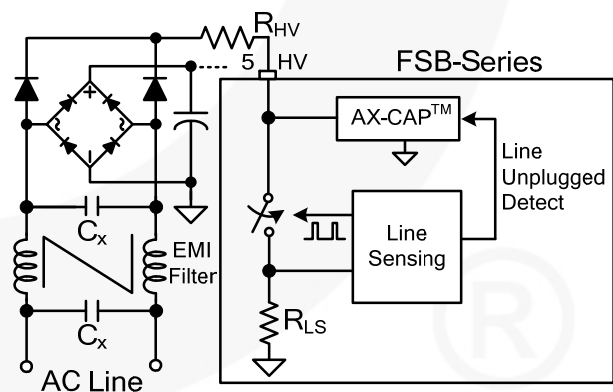 R_HV
5 HV
FSB-Series
AX-CAP™
Line
Unplugged
Detect
+
~ ~
−
C_x
EMI
Filter
Line
Sensing
C_x
R_LS
AC Line
®